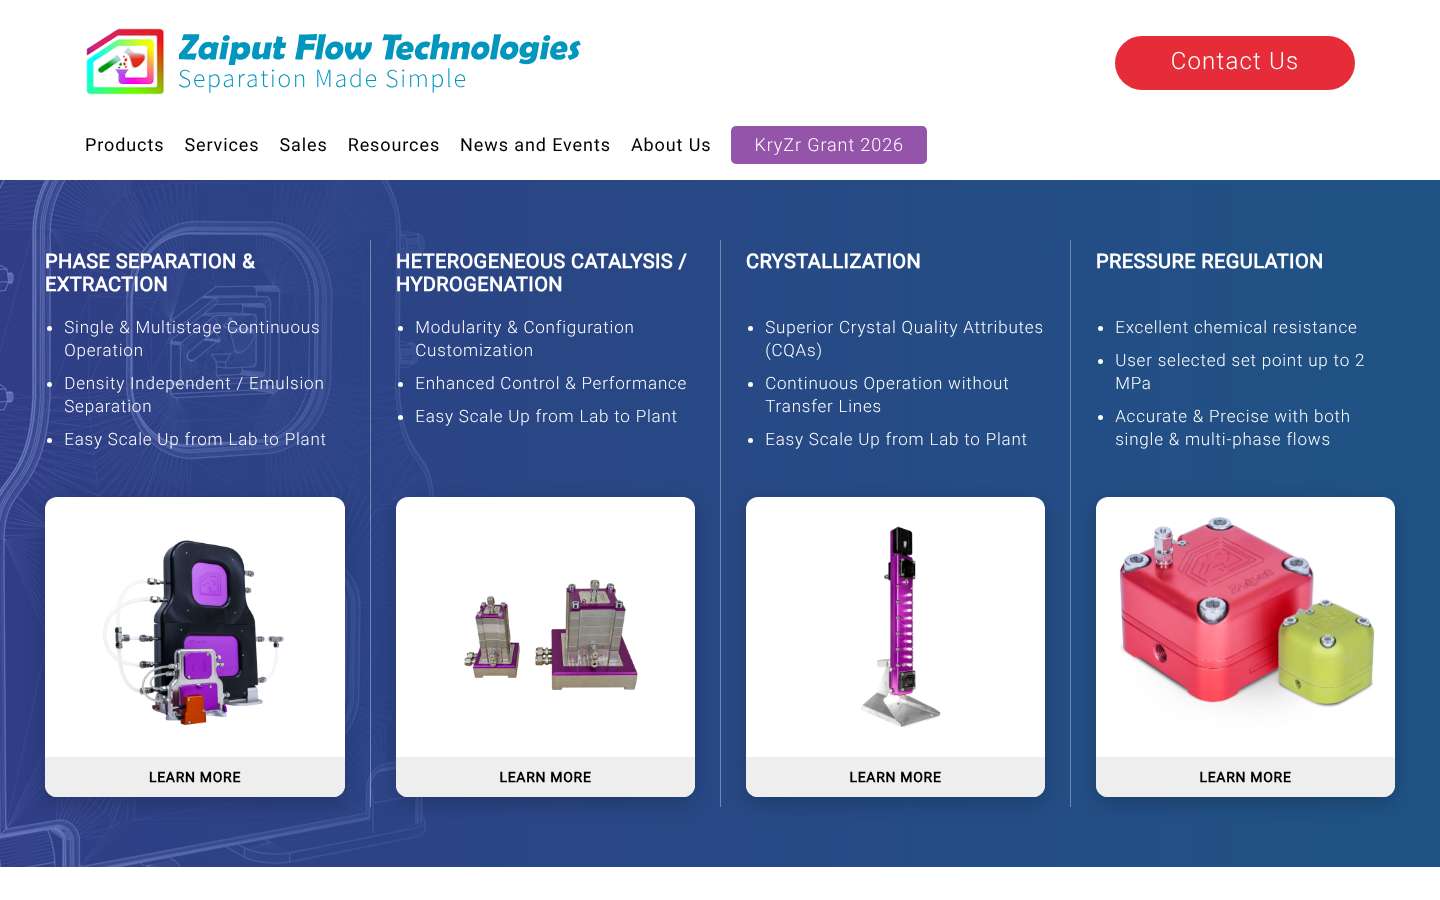 Zaiput Flow Technologies
Separation Made Simple
Contact Us
Products
Services
Sales
Resources
News and Events
About Us
KryZr Grant 2026
PHASE SEPARATION &
EXTRACTION
Single & Multistage Continuous
Operation
Density Independent / Emulsion
Separation
Easy Scale Up from Lab to Plant
LEARN MORE
HETEROGENEOUS CATALYSIS /
HYDROGENATION
Modularity & Configuration
Customization
Enhanced Control & Performance
Easy Scale Up from Lab to Plant
LEARN MORE
CRYSTALLIZATION
Superior Crystal Quality Attributes
(CQAs)
Continuous Operation without
Transfer Lines
Easy Scale Up from Lab to Plant
LEARN MORE
PRESSURE REGULATION
Excellent chemical resistance
User selected set point up to 2
MPa
Accurate & Precise with both
single & multi-phase flows
LEARN MORE